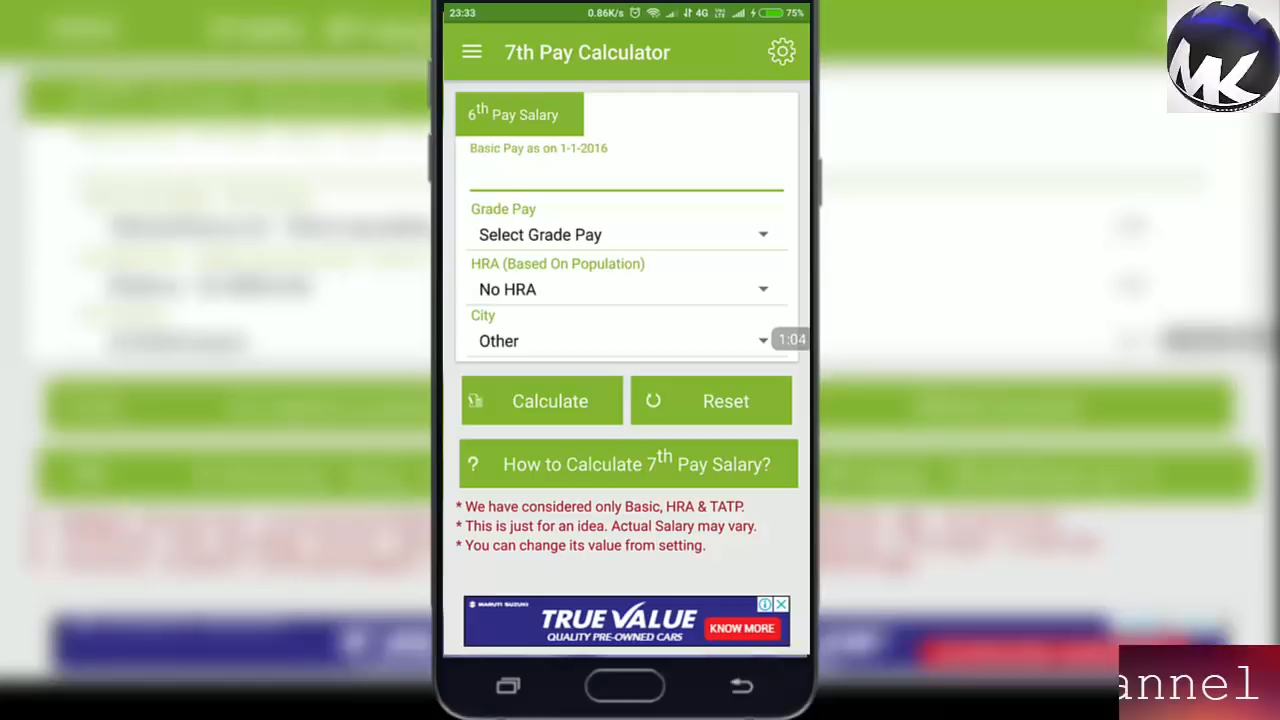 23:33
0.86K/s 4G 75%
7th Pay Calculator
MK
6th Pay Salary
Basic Pay as on 1-1-2016
Grade Pay
Select Grade Pay
HRA (Based On Population)
No HRA
City
Other
1:04
Calculate
Reset
? How to Calculate 7th Pay Salary?
* We have considered only Basic, HRA & TATP.
* This is just for an idea. Actual Salary may vary.
* You can change its value from setting.
MARUTI SUZUKI
TRUE VALUE
QUALITY PRE-OWNED CARS
KNOW MORE
annel